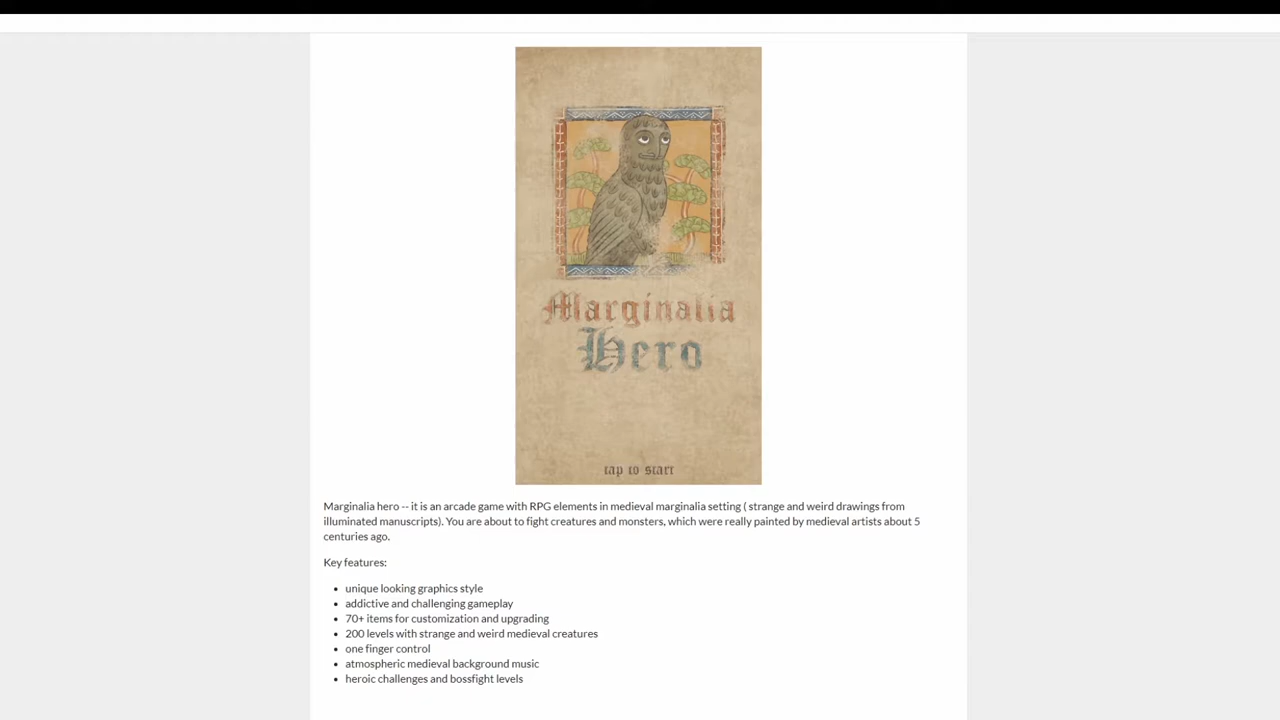 Marginalia
Hero
tap to start
Marginalia hero -- it is an arcade game with RPG elements in medieval marginalia setting ( strange and weird drawings from
illuminated manuscripts). You are about to fight creatures and monsters, which were really painted by medieval artists about 5
centuries ago.
Key features:
• unique looking graphics style
• addictive and challenging gameplay
• 70+ items for customization and upgrading
• 200 levels with strange and weird medieval creatures
• one finger control
• atmospheric medieval background music
• heroic challenges and bossfight levels